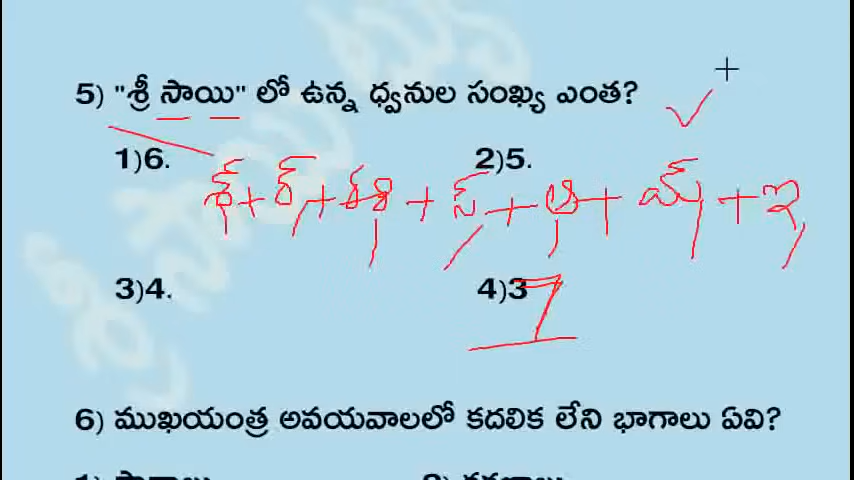 5) "శ్రీ సాయి" లో ఉన్న ధ్వనుల సంఖ్య ఎంత?
1)6. 2)5.
శ్ + ర్ + ఈ + స్ + ఆ + య్ + ఇ
3)4. 4)3 7
6) ముఖయంత్ర అవయవాలలో కదలిక లేని భాగాలు ఏవి?